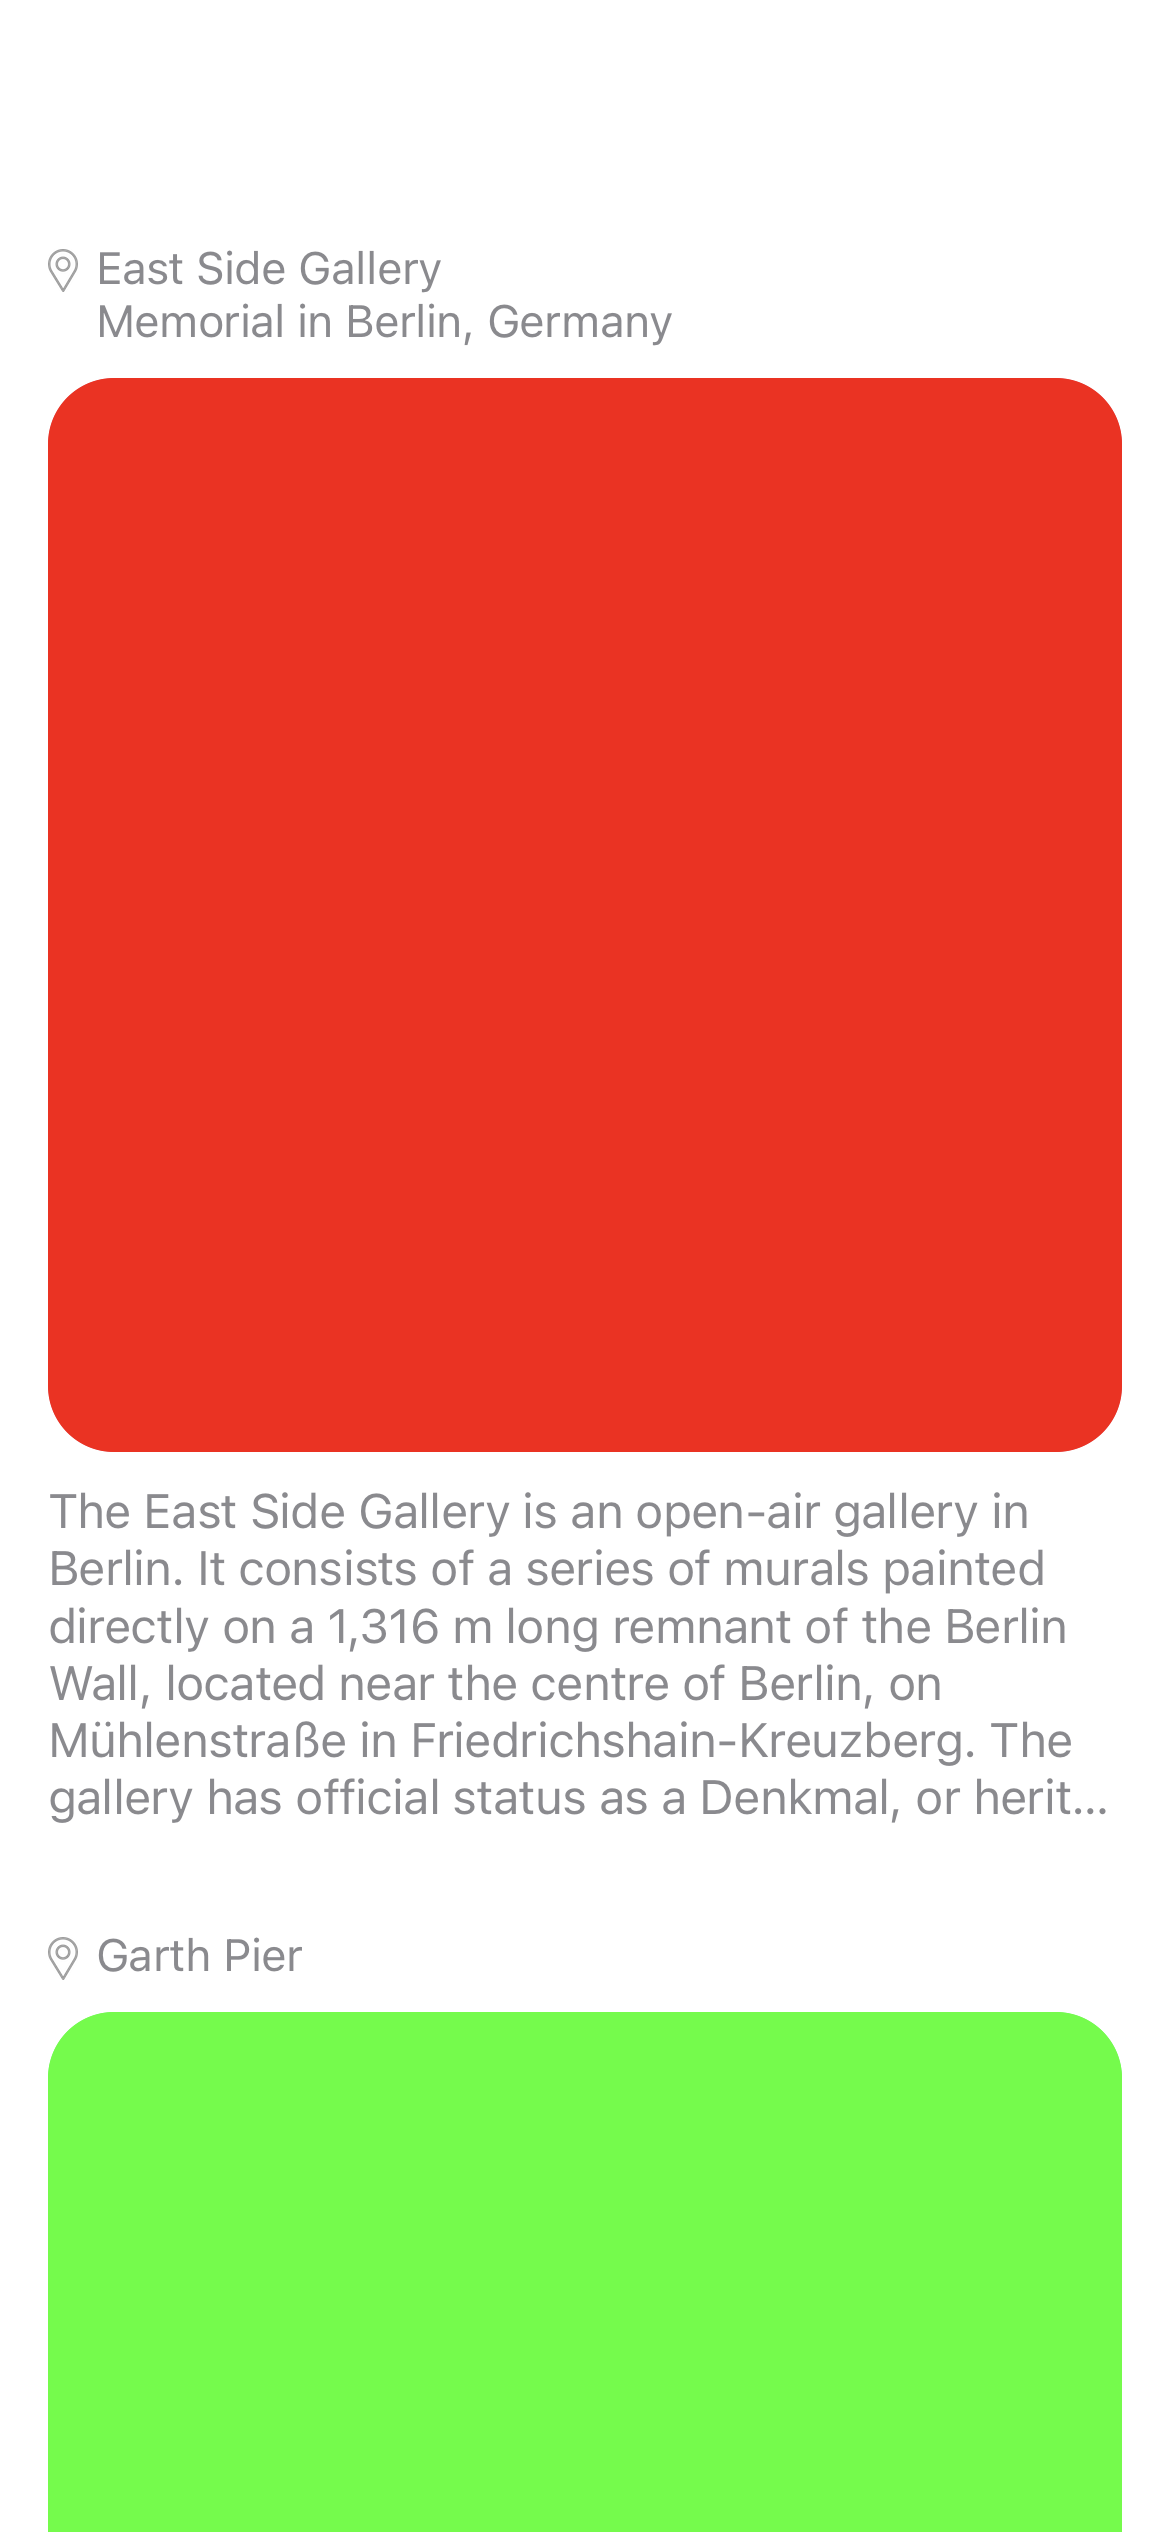 East Side Gallery
Memorial in Berlin, Germany
The East Side Gallery is an open-air gallery in
Berlin. It consists of a series of murals painted
directly on a 1,316 m long remnant of the Berlin
Wall, located near the centre of Berlin, on
Mühlenstraße in Friedrichshain-Kreuzberg. The
gallery has official status as a Denkmal, or herit...
Garth Pier